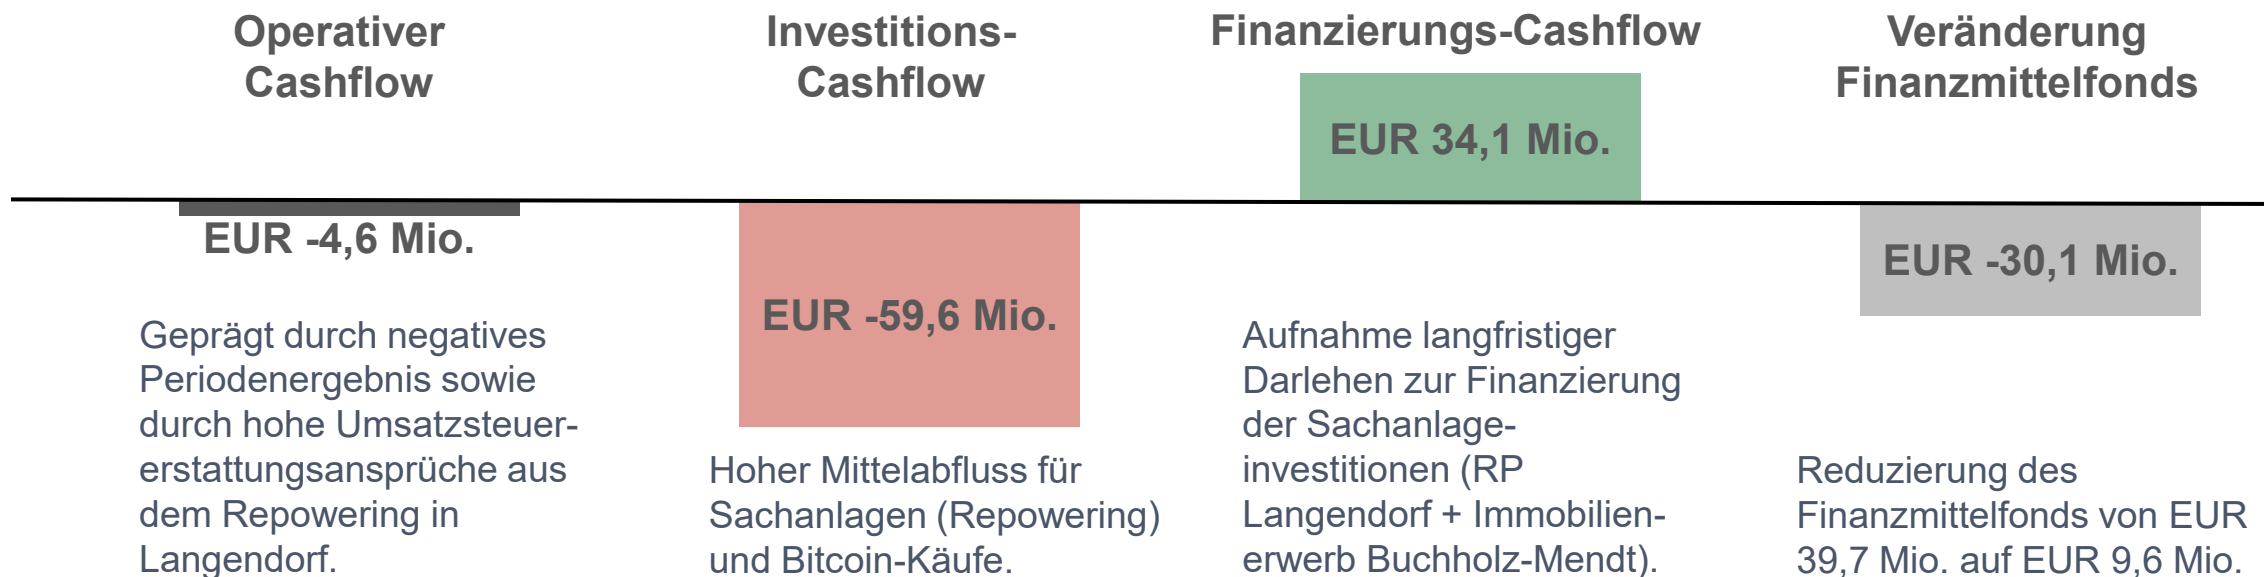 Operativer
Cashflow
EUR -4,6 Mio.
Geprägt durch negatives
Periodenergebnis sowie
durch hohe Umsatzsteuer-
erstattungsansprüche aus
dem Repowering in
Langendorf.
Investitions-
Cashflow
EUR -59,6 Mio.
Hoher Mittelabfluss für
Sachanlagen (Repowering)
und Bitcoin-Käufe.
Finanzierungs-Cashflow
EUR 34,1 Mio.
Aufnahme langfristiger
Darlehen zur Finanzierung
der Sachanlage-
investitionen (RP
Langendorf + Immobilien-
erwerb Buchholz-Mendt).
Veränderung
Finanzmittelfonds
EUR -30,1 Mio.
Reduzierung des
Finanzmittelfonds von EUR
39,7 Mio. auf EUR 9,6 Mio.